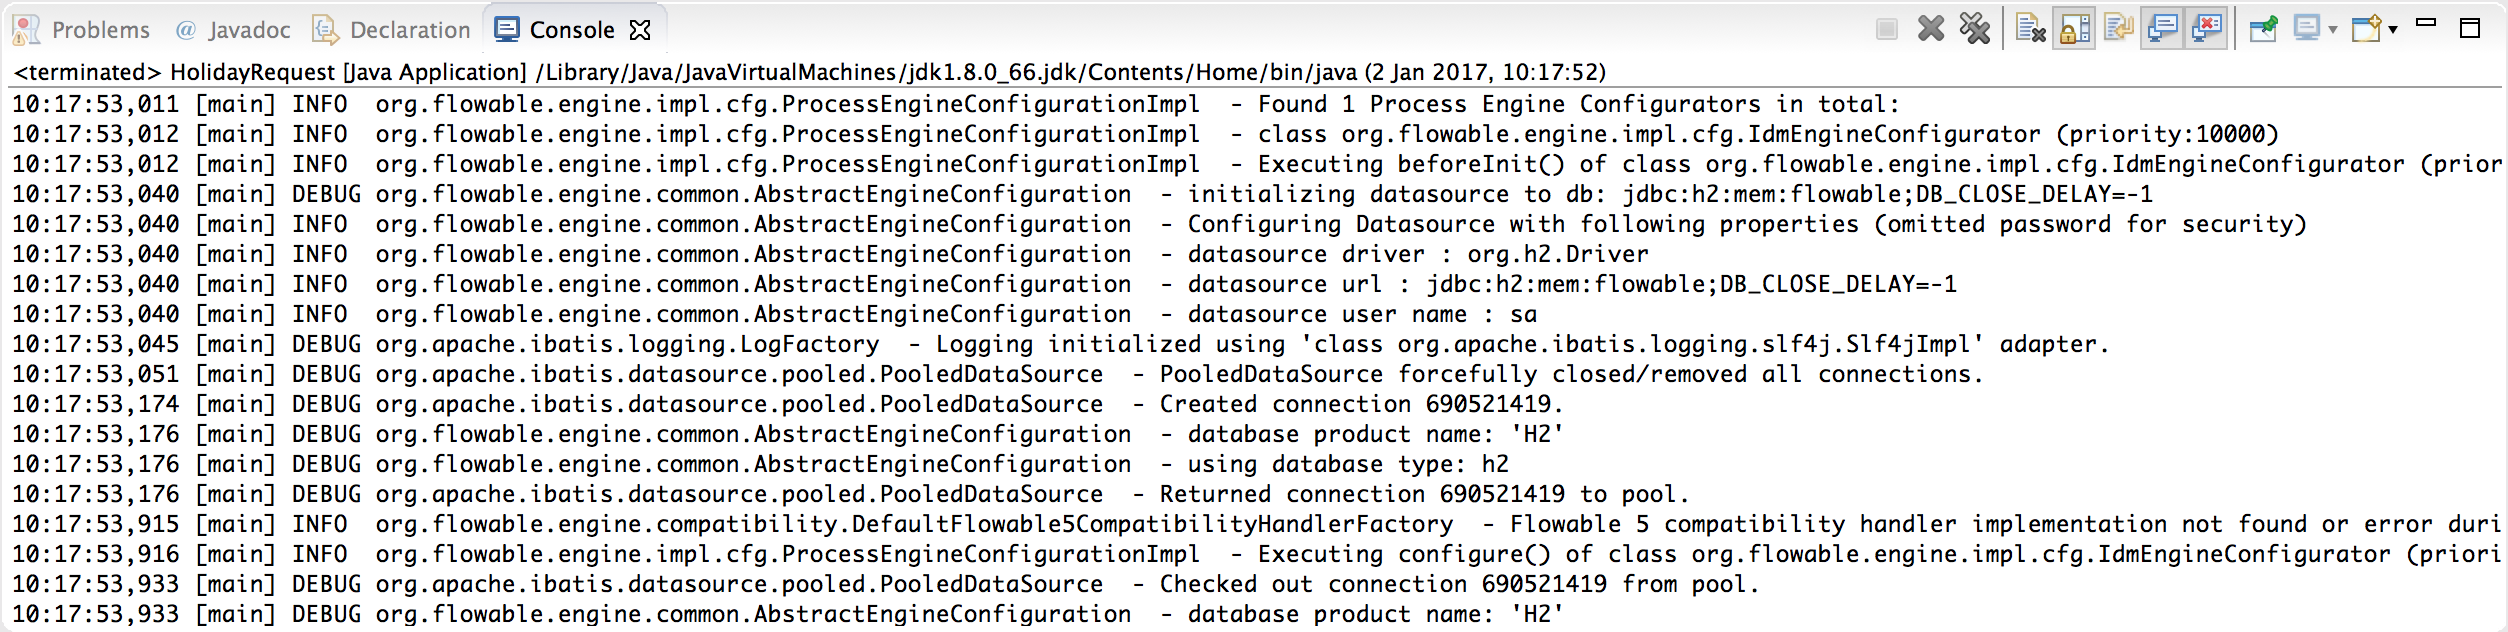 Problems @ Javadoc Declaration Console
<terminated> HolidayRequest [Java Application] /Library/Java/JavaVirtualMachines/jdk1.8.0_66.jdk/Contents/Home/bin/java (2 Jan 2017, 10:17:52)
10:17:53,011 [main] INFO  org.flowable.engine.impl.cfg.ProcessEngineConfigurationImpl  - Found 1 Process Engine Configurators in total:
10:17:53,012 [main] INFO  org.flowable.engine.impl.cfg.ProcessEngineConfigurationImpl  - class org.flowable.engine.impl.cfg.IdmEngineConfigurator (priority:10000)
10:17:53,012 [main] INFO  org.flowable.engine.impl.cfg.ProcessEngineConfigurationImpl  - Executing beforeInit() of class org.flowable.engine.impl.cfg.IdmEngineConfigurator (prior
10:17:53,040 [main] DEBUG org.flowable.engine.common.AbstractEngineConfiguration  - initializing datasource to db: jdbc:h2:mem:flowable;DB_CLOSE_DELAY=-1
10:17:53,040 [main] INFO  org.flowable.engine.common.AbstractEngineConfiguration  - Configuring Datasource with following properties (omitted password for security)
10:17:53,040 [main] INFO  org.flowable.engine.common.AbstractEngineConfiguration  - datasource driver : org.h2.Driver
10:17:53,040 [main] INFO  org.flowable.engine.common.AbstractEngineConfiguration  - datasource url : jdbc:h2:mem:flowable;DB_CLOSE_DELAY=-1
10:17:53,040 [main] INFO  org.flowable.engine.common.AbstractEngineConfiguration  - datasource user name : sa
10:17:53,045 [main] DEBUG org.apache.ibatis.logging.LogFactory  - Logging initialized using 'class org.apache.ibatis.logging.slf4j.Slf4jImpl' adapter.
10:17:53,051 [main] DEBUG org.apache.ibatis.datasource.pooled.PooledDataSource  - PooledDataSource forcefully closed/removed all connections.
10:17:53,174 [main] DEBUG org.apache.ibatis.datasource.pooled.PooledDataSource  - Created connection 690521419.
10:17:53,176 [main] DEBUG org.flowable.engine.common.AbstractEngineConfiguration  - database product name: 'H2'
10:17:53,176 [main] DEBUG org.flowable.engine.common.AbstractEngineConfiguration  - using database type: h2
10:17:53,176 [main] DEBUG org.apache.ibatis.datasource.pooled.PooledDataSource  - Returned connection 690521419 to pool.
10:17:53,915 [main] INFO  org.flowable.engine.compatibility.DefaultFlowable5CompatibilityHandlerFactory  - Flowable 5 compatibility handler implementation not found or error duri
10:17:53,916 [main] INFO  org.flowable.engine.impl.cfg.ProcessEngineConfigurationImpl  - Executing configure() of class org.flowable.engine.impl.cfg.IdmEngineConfigurator (priori
10:17:53,933 [main] DEBUG org.apache.ibatis.datasource.pooled.PooledDataSource  - Checked out connection 690521419 from pool.
10:17:53,933 [main] DEBUG org.flowable.engine.common.AbstractEngineConfiguration  - database product name: 'H2'